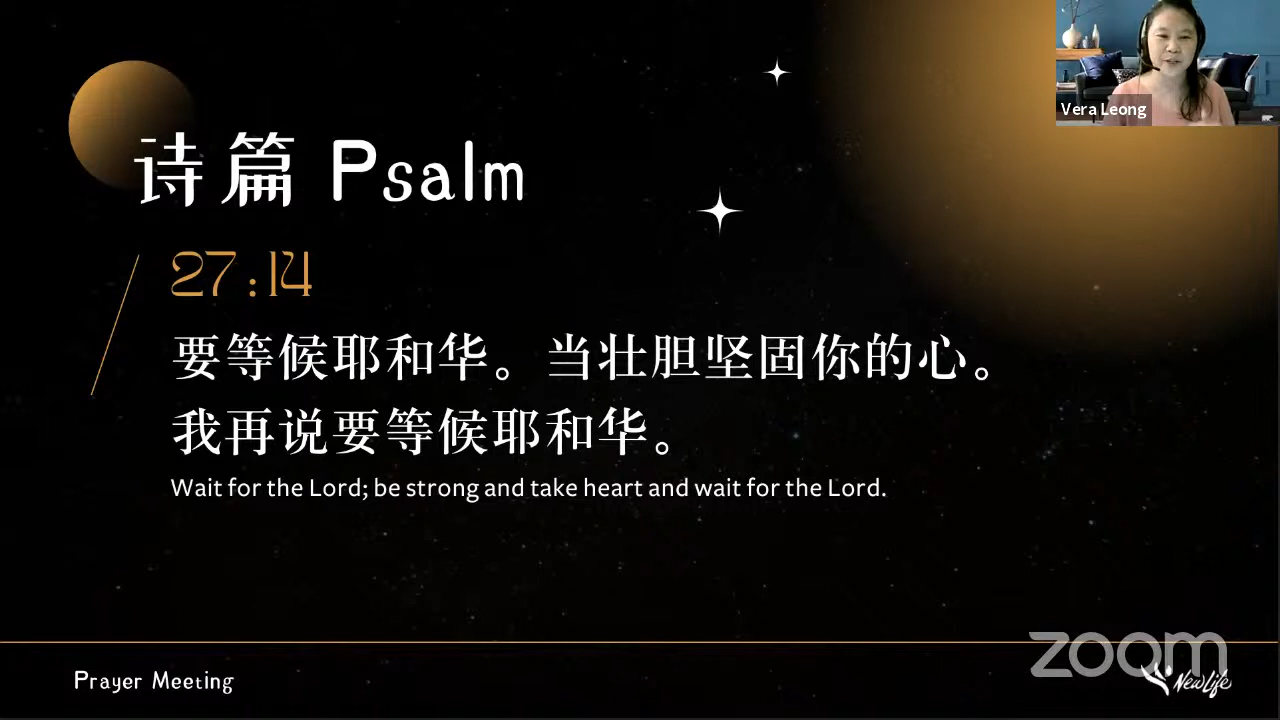 Vera Leong
诗篇 Psalm
27:14
要等候耶和华。当壮胆坚固你的心。
我再说要等候耶和华。
Wait for the Lord; be strong and take heart and wait for the Lord.
zoom
Prayer Meeting
NewLife